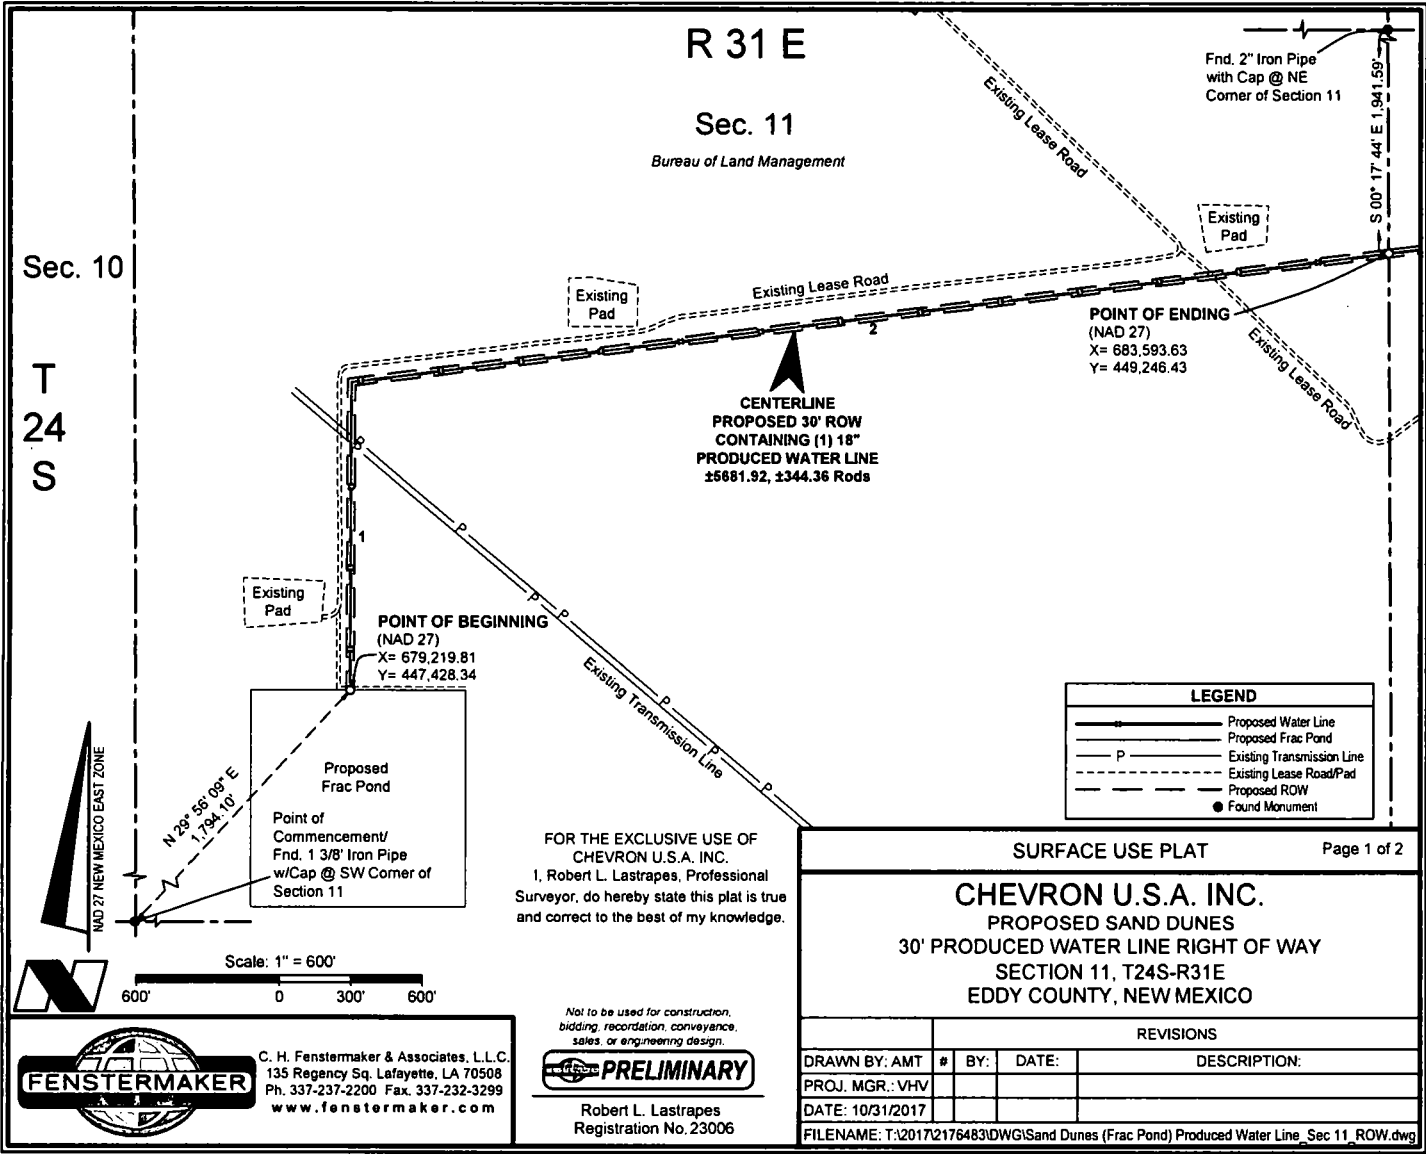 R 31 E
Sec. 11
Bureau of Land Management
Fnd. 2" Iron Pipe
with Cap @ NE
Corner of Section 11
S 00° 17' 44" E 1,941.59'
Existing Lease Road
Existing
Pad
Sec. 10
T
24
S
Existing
Pad
Existing Lease Road
2
POINT OF ENDING
(NAD 27)
X= 683,593.63
Y= 449,246.43
Existing Lease Road
CENTERLINE
PROPOSED 30' ROW
CONTAINING (1) 18"
PRODUCED WATER LINE
±5681.92, ±344.36 Rods
P
P
1
P
P
P
P
P
Existing
Pad
POINT OF BEGINNING
(NAD 27)
X= 679,219.81
Y= 447,428.34
Existing Transmission Line
LEGEND
Proposed Water Line
Proposed Frac Pond
P Existing Transmission Line
Existing Lease Road/Pad
Proposed ROW
Found Monument
NAD 27 NEW MEXICO EAST ZONE
N 29° 56' 09" E
1,794.10'
Proposed
Frac Pond
Point of
Commencement/
Fnd. 1 3/8' Iron Pipe
w/Cap @ SW Corner of
Section 11
FOR THE EXCLUSIVE USE OF
CHEVRON U.S.A. INC.
1, Robert L. Lastrapes, Professional
Surveyor, do hereby state this plat is true
and correct to the best of my knowledge.
N
Scale: 1" = 600'
600' 0 300' 600'
SURFACE USE PLAT Page 1 of 2
CHEVRON U.S.A. INC.
PROPOSED SAND DUNES
30' PRODUCED WATER LINE RIGHT OF WAY
SECTION 11, T24S-R31E
EDDY COUNTY, NEW MEXICO
REVISIONS
DRAWN BY: AMT # BY: DATE: DESCRIPTION:
PROJ. MGR.: VHV
DATE: 10/31/2017
FILENAME: T:\2017\2176483\DWG\Sand Dunes (Frac Pond) Produced Water Line_Sec 11_ROW.dwg
FENSTERMAKER
C. H. Fenstermaker & Associates, L.L.C.
135 Regency Sq. Lafayette, LA 70508
Ph. 337-237-2200 Fax. 337-232-3299
www.fenstermaker.com
Not to be used for construction,
bidding, recordation, conveyance,
sales, or engineering design.
PRELIMINARY
Robert L. Lastrapes
Registration No. 23006